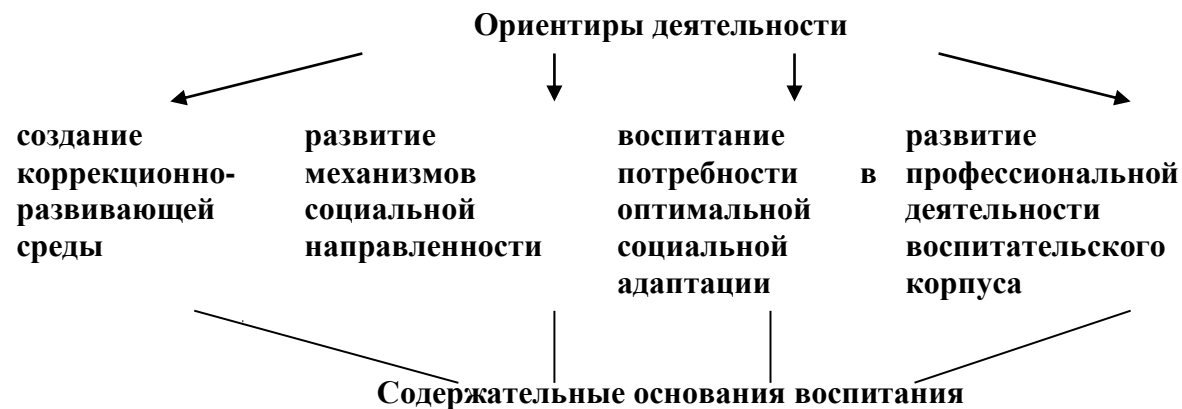 Ориентиры деятельности
создание
коррекционно-
развивающей
среды
развитие
механизмов
социальной
направленности
воспитание
потребности в
оптимальной
социальной
адаптации
развитие
профессиональной
деятельности
воспитательского
корпуса
Содержательные основания воспитания